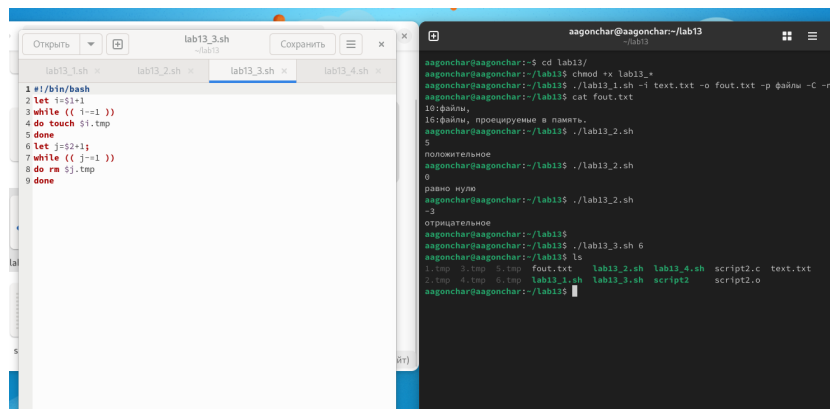 Открыть
lab13_3.sh
~/lab13
Сохранить
lab13_1.sh ×
lab13_2.sh ×
lab13_3.sh ×
lab13_4.sh ×
1 #!/bin/bash
2 let i=$1+1
3 while (( i-=1 ))
4 do touch $i.tmp
5 done
6 let j=$2+1;
7 while (( j-=1 ))
8 do rm $j.tmp
9 done
йт)
aagonchar@aagonchar:~/lab13
~/lab13
aagonchar@aagonchar:~$ cd lab13/
aagonchar@aagonchar:~/lab13$ chmod +x lab13_*
aagonchar@aagonchar:~/lab13$ ./lab13_1.sh -i text.txt -o fout.txt -p файлы -C -n
aagonchar@aagonchar:~/lab13$ cat fout.txt
10:файлы,
16:файлы, проецируемые в память.
aagonchar@aagonchar:~/lab13$ ./lab13_2.sh
5
положительное
aagonchar@aagonchar:~/lab13$ ./lab13_2.sh
0
равно нулю
aagonchar@aagonchar:~/lab13$ ./lab13_2.sh
-3
отрицательное
aagonchar@aagonchar:~/lab13$
aagonchar@aagonchar:~/lab13$ ./lab13_3.sh 6
aagonchar@aagonchar:~/lab13$ ls
1.tmp 3.tmp 5.tmp fout.txt lab13_2.sh lab13_4.sh script2.c text.txt
2.tmp 4.tmp 6.tmp lab13_1.sh lab13_3.sh script2 script2.o
aagonchar@aagonchar:~/lab13$